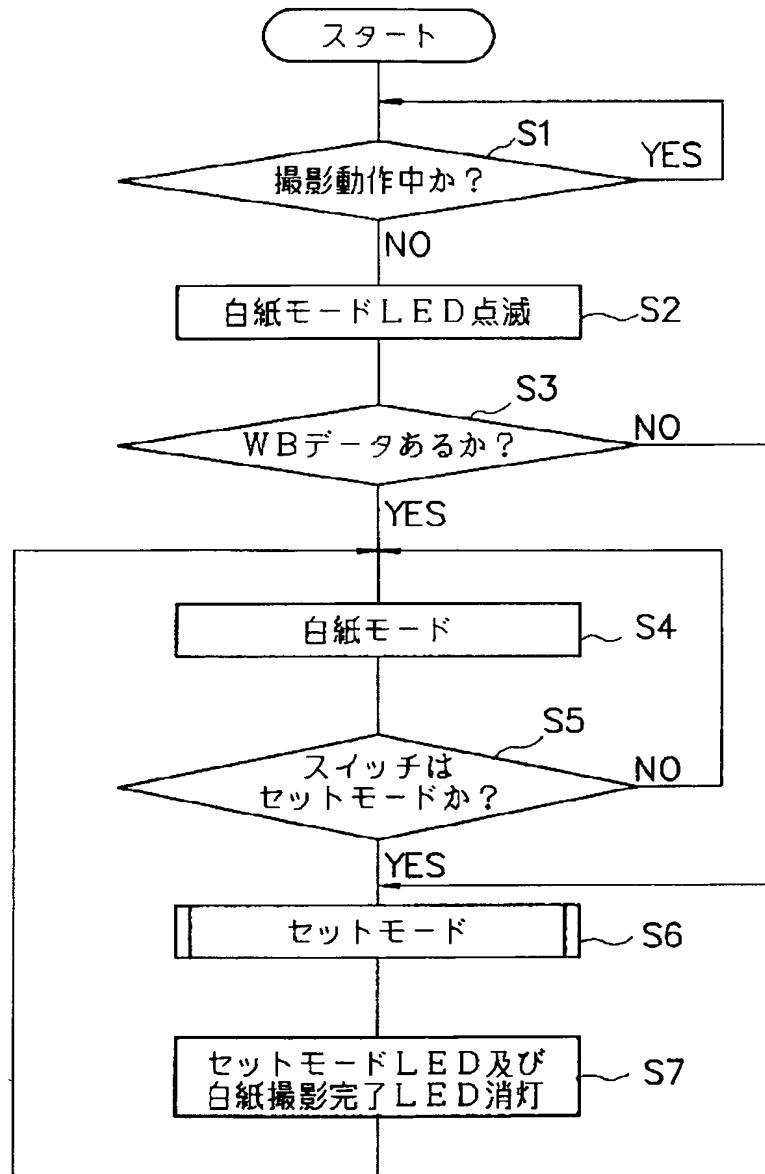 スタート
S1
撮影動作中か？
YES
NO
白紙モードＬＥＤ点滅
S2
S3
ＷＢデータあるか？
NO
YES
白紙モード
S4
S5
スイッチは
セットモードか？
NO
YES
セットモード
S6
セットモードＬＥＤ及び
白紙撮影完了ＬＥＤ消灯
S7